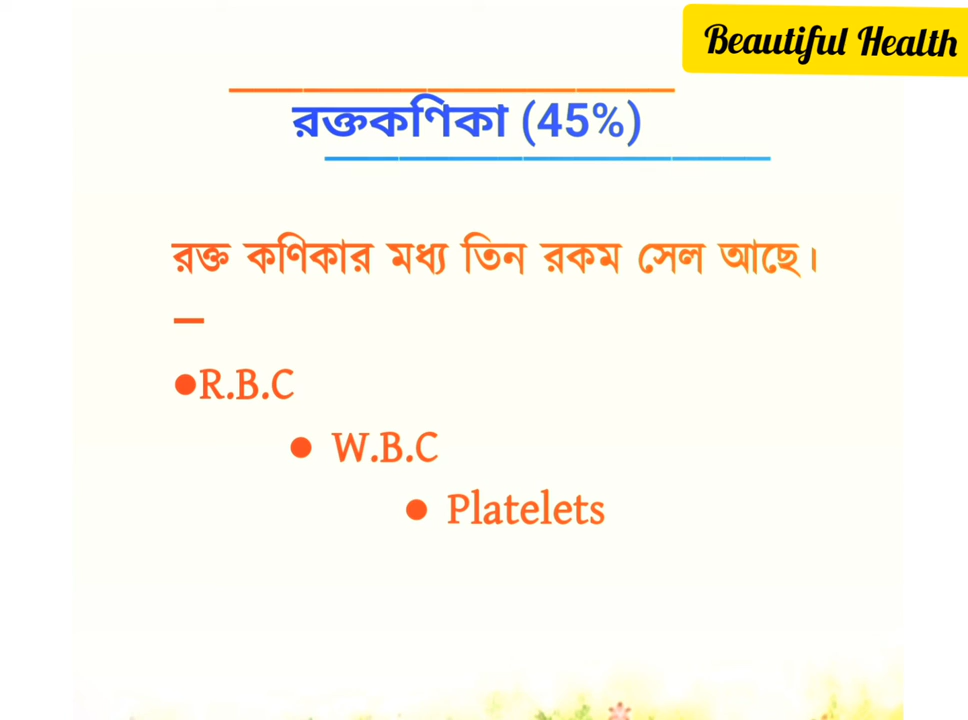 Beautiful Health
রক্তকণিকা (45%)
রক্ত কণিকার মধ্য তিন রকম সেল আছে।
—
●R.B.C
● W.B.C
● Platelets